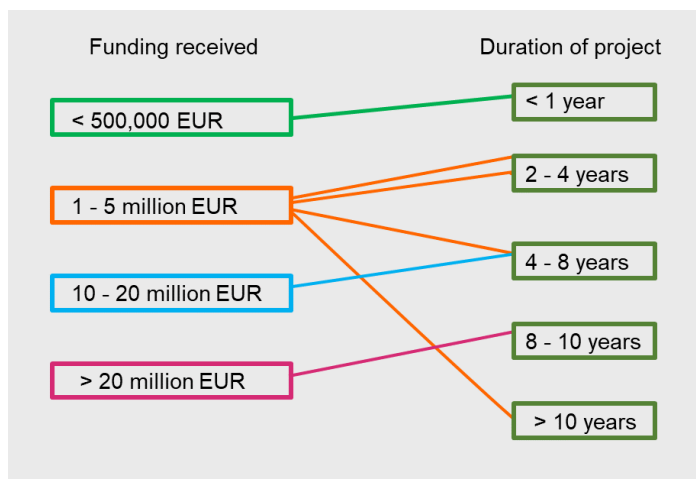 Funding received
Duration of project
< 500,000 EUR
< 1 year
1 - 5 million EUR
2 - 4 years
10 - 20 million EUR
4 - 8 years
> 20 million EUR
8 - 10 years
> 10 years